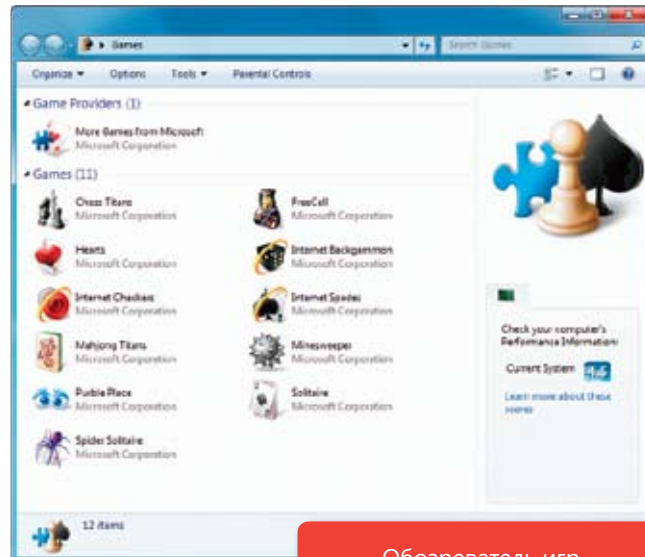 Games
Search Games
Organize Options Tools Parental Controls
Game Providers (1)
More Games from Microsoft
Microsoft Corporation
Games (11)
Chess Titans
Microsoft Corporation
FreeCell
Microsoft Corporation
Hearts
Microsoft Corporation
Internet Backgammon
Microsoft Corporation
Internet Checkers
Microsoft Corporation
Internet Spades
Microsoft Corporation
Mahjong Titans
Microsoft Corporation
Minesweeper
Microsoft Corporation
Purble Place
Microsoft Corporation
Solitaire
Microsoft Corporation
Spider Solitaire
Microsoft Corporation
Check your computer's
Performance Information:
Current System
Learn more about these
scores
12 items
Обозреватель игр